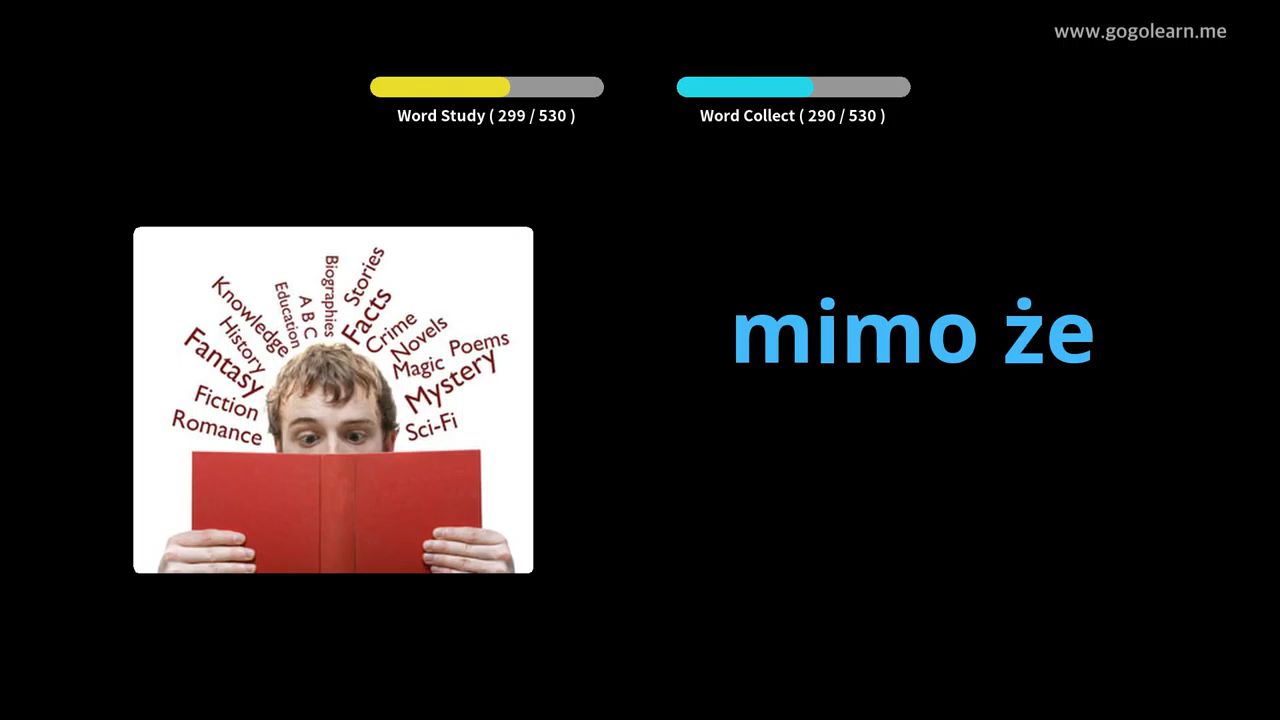 www.gogolearn.me
Word Study ( 299 / 530 )
Word Collect ( 290 / 530 )
Romance
Fiction
Fantasy
History
Knowledge
Education
A B C
Biographies
Stories
Facts
Crime
Novels
Magic
Poems
Mystery
Sci-Fi
mimo że